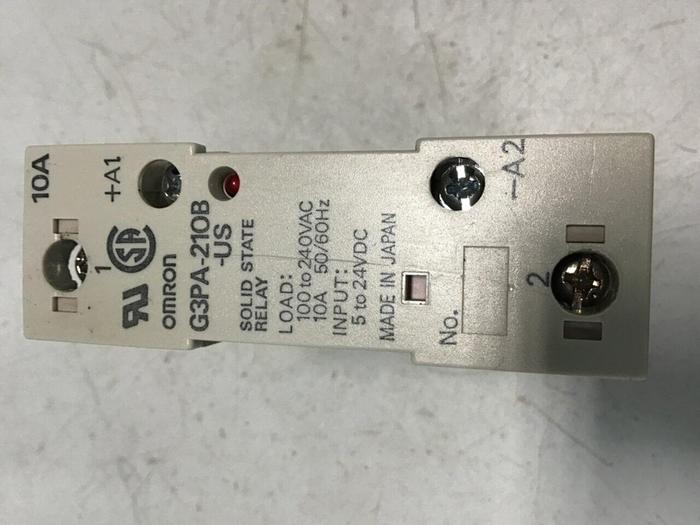 10A
+A1
1
OMRON
G3PA-210B
-US
SOLID STATE
RELAY
LOAD:
100 to 240VAC
10A 50/60Hz
INPUT:
5 to 24VDC
MADE IN JAPAN
No.
-A2
2